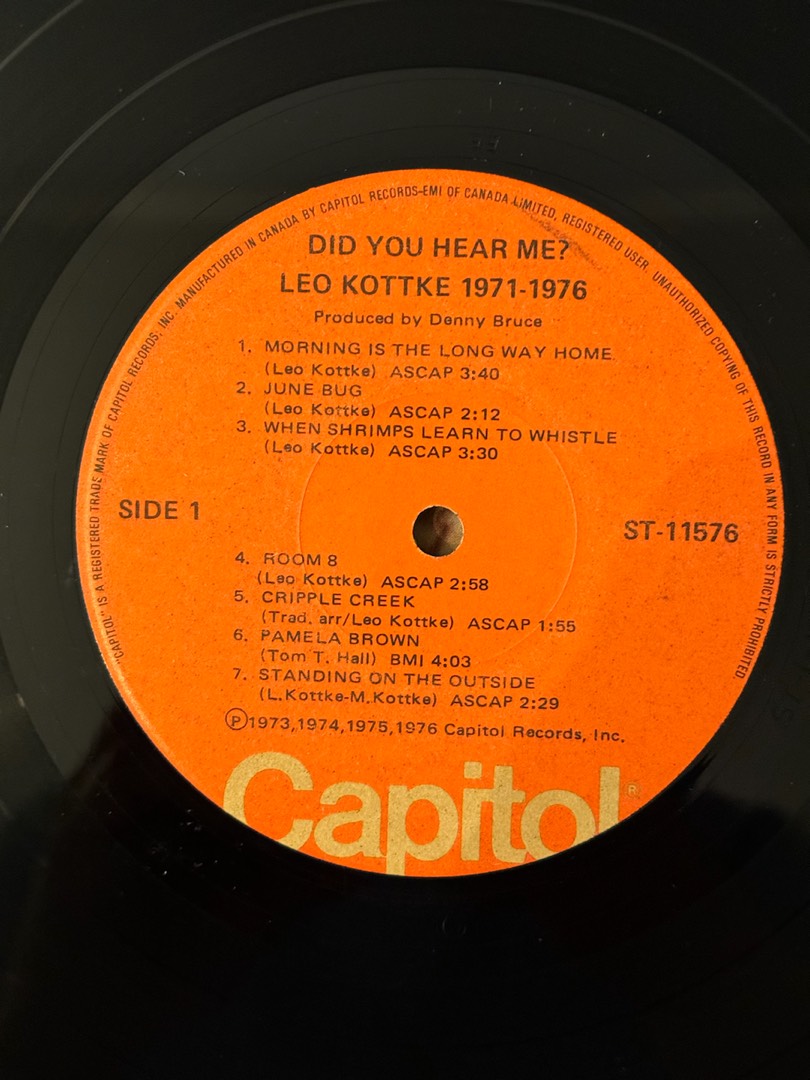 "CAPITOL" IS A REGISTERED TRADE MARK OF CAPITOL RECORDS, INC. MANUFACTURED IN CANADA BY CAPITOL RECORDS-EMI OF CANADA LIMITED, REGISTERED USER. UNAUTHORIZED COPYING OF THIS RECORD IN ANY FORM IS STRICTLY PROHIBITED
DID YOU HEAR ME?
LEO KOTTKE 1971-1976
Produced by Denny Bruce
1. MORNING IS THE LONG WAY HOME
(Leo Kottke) ASCAP 3:40
2. JUNE BUG
(Leo Kottke) ASCAP 2:12
3. WHEN SHRIMPS LEARN TO WHISTLE
(Leo Kottke) ASCAP 3:30
SIDE 1
ST-11576
4. ROOM 8
(Leo Kottke) ASCAP 2:58
5. CRIPPLE CREEK
(Trad. arr/Leo Kottke) ASCAP 1:55
6. PAMELA BROWN
(Tom T. Hall) BMI 4:03
7. STANDING ON THE OUTSIDE
(L.Kottke-M.Kottke) ASCAP 2:29
Ⓟ1973,1974,1975,1976 Capitol Records, Inc.
Capitol®